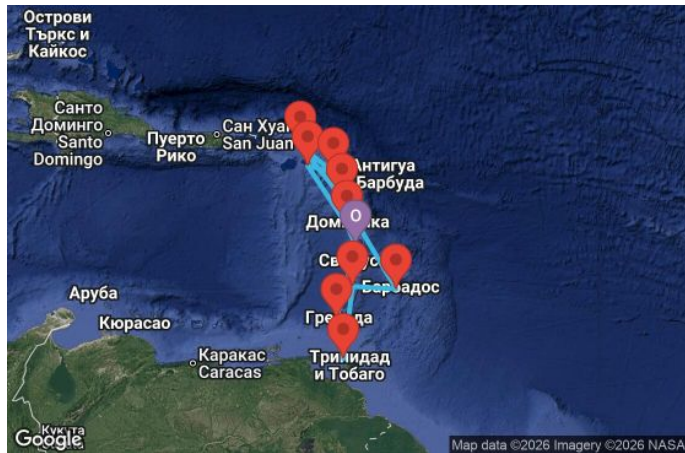 Острови
Търкс и
Кайкос
Санто
Доминго
Santo
Domingo
Пуерто
Рико
Сан Хуан
San Juan
Антигуа
Барбуда
O
Барбадос
Аруба
Кюрасао
Каракас
Caracas
Тринидад
и Тобаго
Google
Map data ©2026 Imagery ©2026 NASA